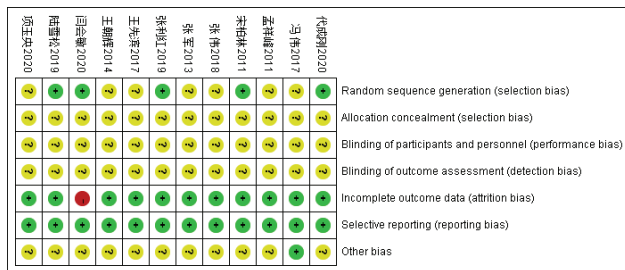 项玉央2020
陆雪松2019
闫会敏2020
王朝辉2014
王先滨2017
张利红2019
张 军2013
张 伟2018
宋柏林2011
孟祥峰2011
冯 伟2017
代成刚2020
? + + ? ? + ? ? + ? ? + Random sequence generation (selection bias)
? ? ? ? ? ? ? ? ? ? ? ? Allocation concealment (selection bias)
? ? ? ? ? ? ? ? ? ? ? ? Blinding of participants and personnel (performance bias)
? ? ? ? ? ? ? ? ? ? ? ? Blinding of outcome assessment (detection bias)
+ + - + + + + + + + + + Incomplete outcome data (attrition bias)
+ + + + + + + + + + + + Selective reporting (reporting bias)
? ? ? ? ? ? ? ? ? ? + ? Other bias